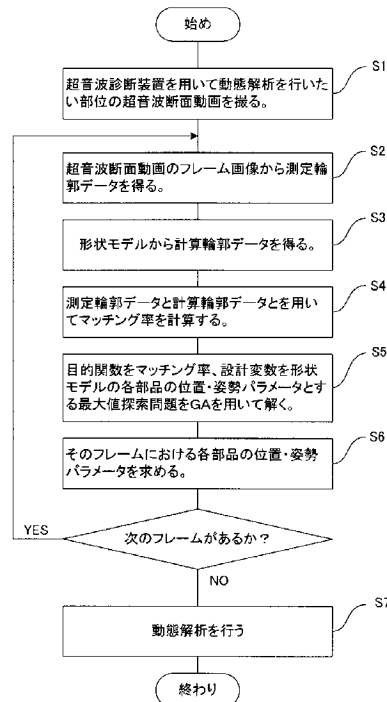 始め
S1
超音波診断装置を用いて動態解析を行いた
い部位の超音波断面動画を撮る。
S2
超音波断面動画のフレーム画像から測定輪
郭データを得る。
S3
形状モデルから計算輪郭データを得る。
S4
測定輪郭データと計算輪郭データとを用い
てマッチング率を計算する。
S5
目的関数をマッチング率、設計変数を形状
モデルの各部品の位置・姿勢パラメータとす
る最大値探索問題をGAを用いて解く。
S6
そのフレームにおける各部品の位置・姿勢
パラメータを求める。
YES
次のフレームがあるか？
NO
S7
動態解析を行う
終わり